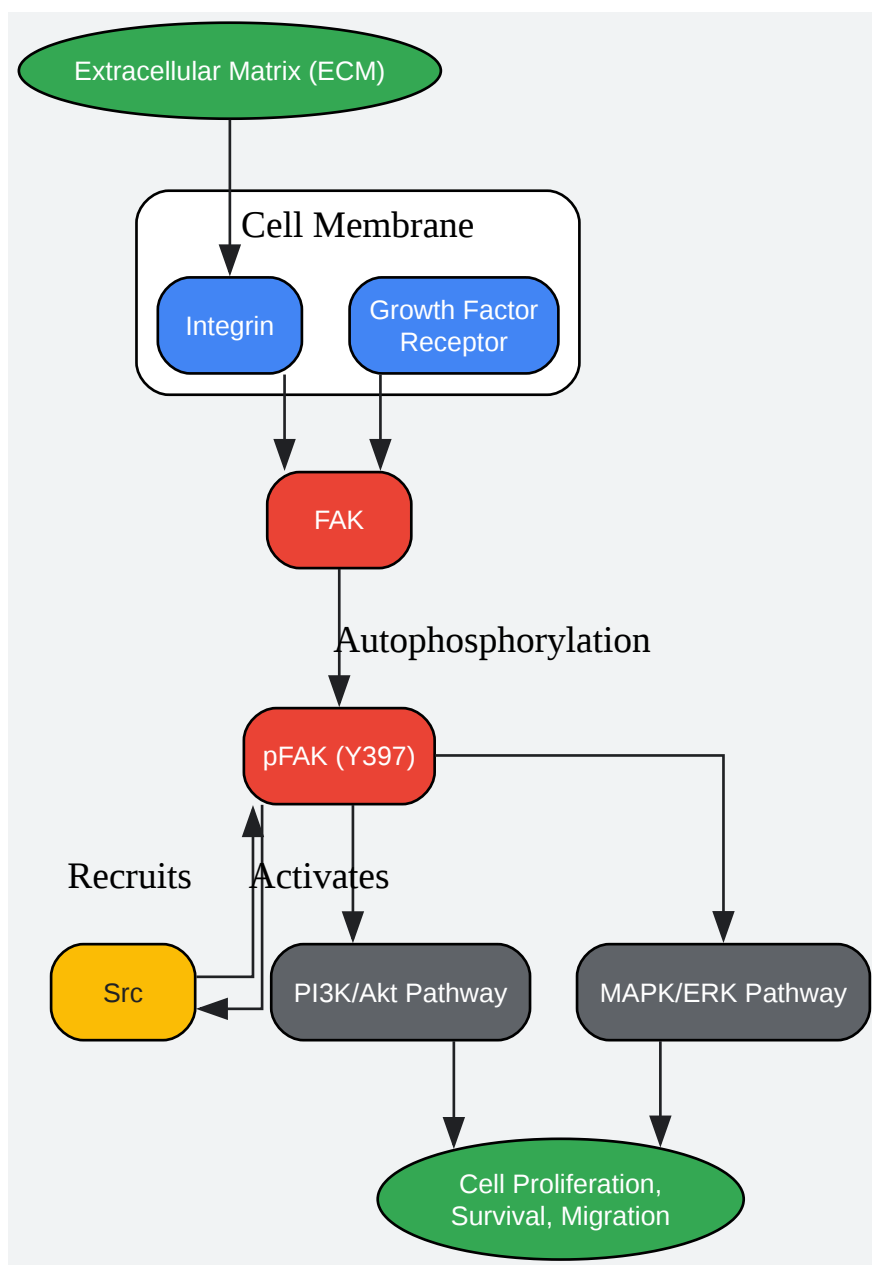 Extracellular Matrix (ECM)
Cell Membrane
Integrin
Growth Factor
Receptor
FAK
Autophosphorylation
pFAK (Y397)
Recruits
Activates
Src
PI3K/Akt Pathway
MAPK/ERK Pathway
Cell Proliferation,
Survival, Migration